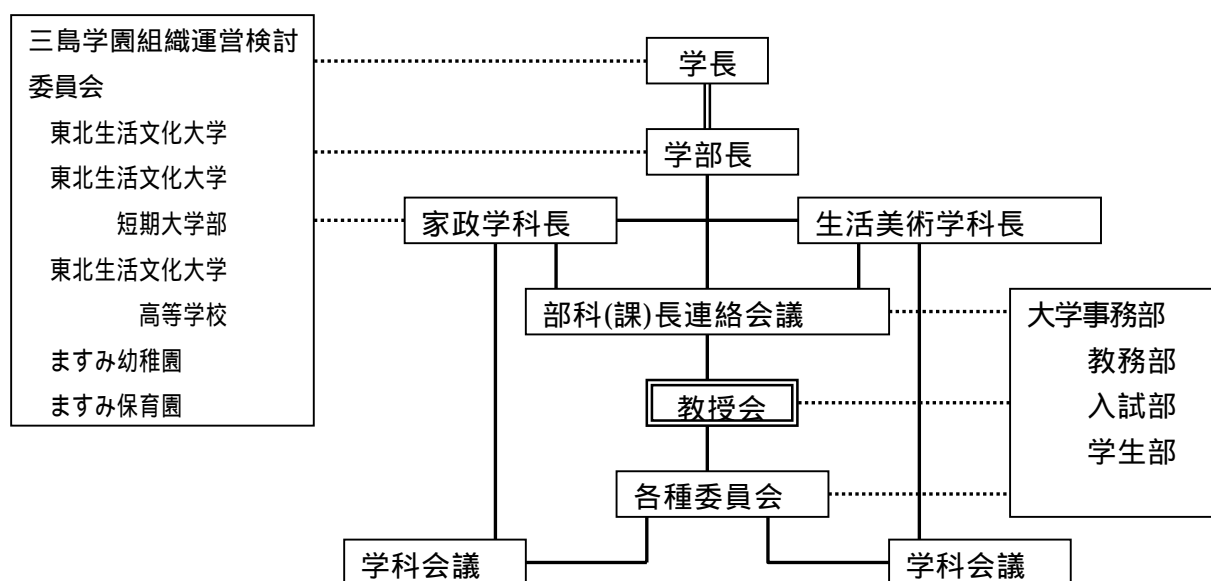 三島学園組織運営検討
委員会
東北生活文化大学
東北生活文化大学
短期大学部
東北生活文化大学
高等学校
ますみ幼稚園
ますみ保育園
学長
学部長
家政学科長
生活美術学科長
部科(課)長連絡会議
大学事務部
教務部
入試部
学生部
教授会
各種委員会
学科会議
学科会議